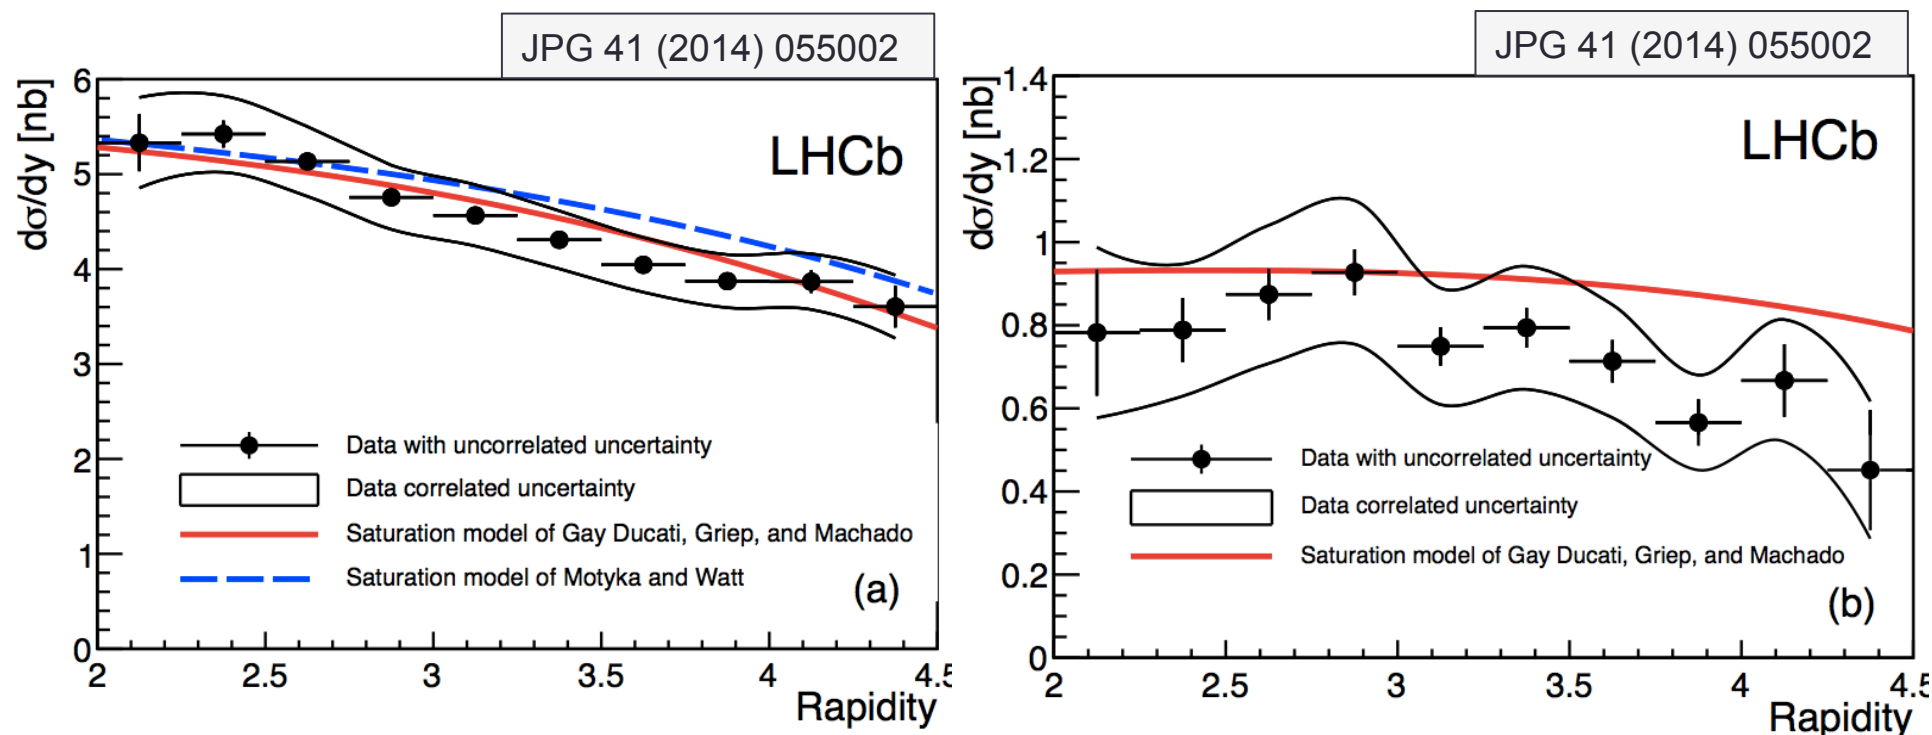 JPG 41 (2014) 055002
dσ/dy [nb]
6
5
4
3
2
1
0
LHCb
Data with uncorrelated uncertainty
Data correlated uncertainty
Saturation model of Gay Ducati, Griep, and Machado
Saturation model of Motyka and Watt
(a)
2
2.5
3
3.5
4
4.5
Rapidity
JPG 41 (2014) 055002
dσ/dy [nb]
1.4
1.2
1
0.8
0.6
0.4
0.2
0
LHCb
Data with uncorrelated uncertainty
Data correlated uncertainty
Saturation model of Gay Ducati, Griep, and Machado
(b)
2
2.5
3
3.5
4
4.5
Rapidity